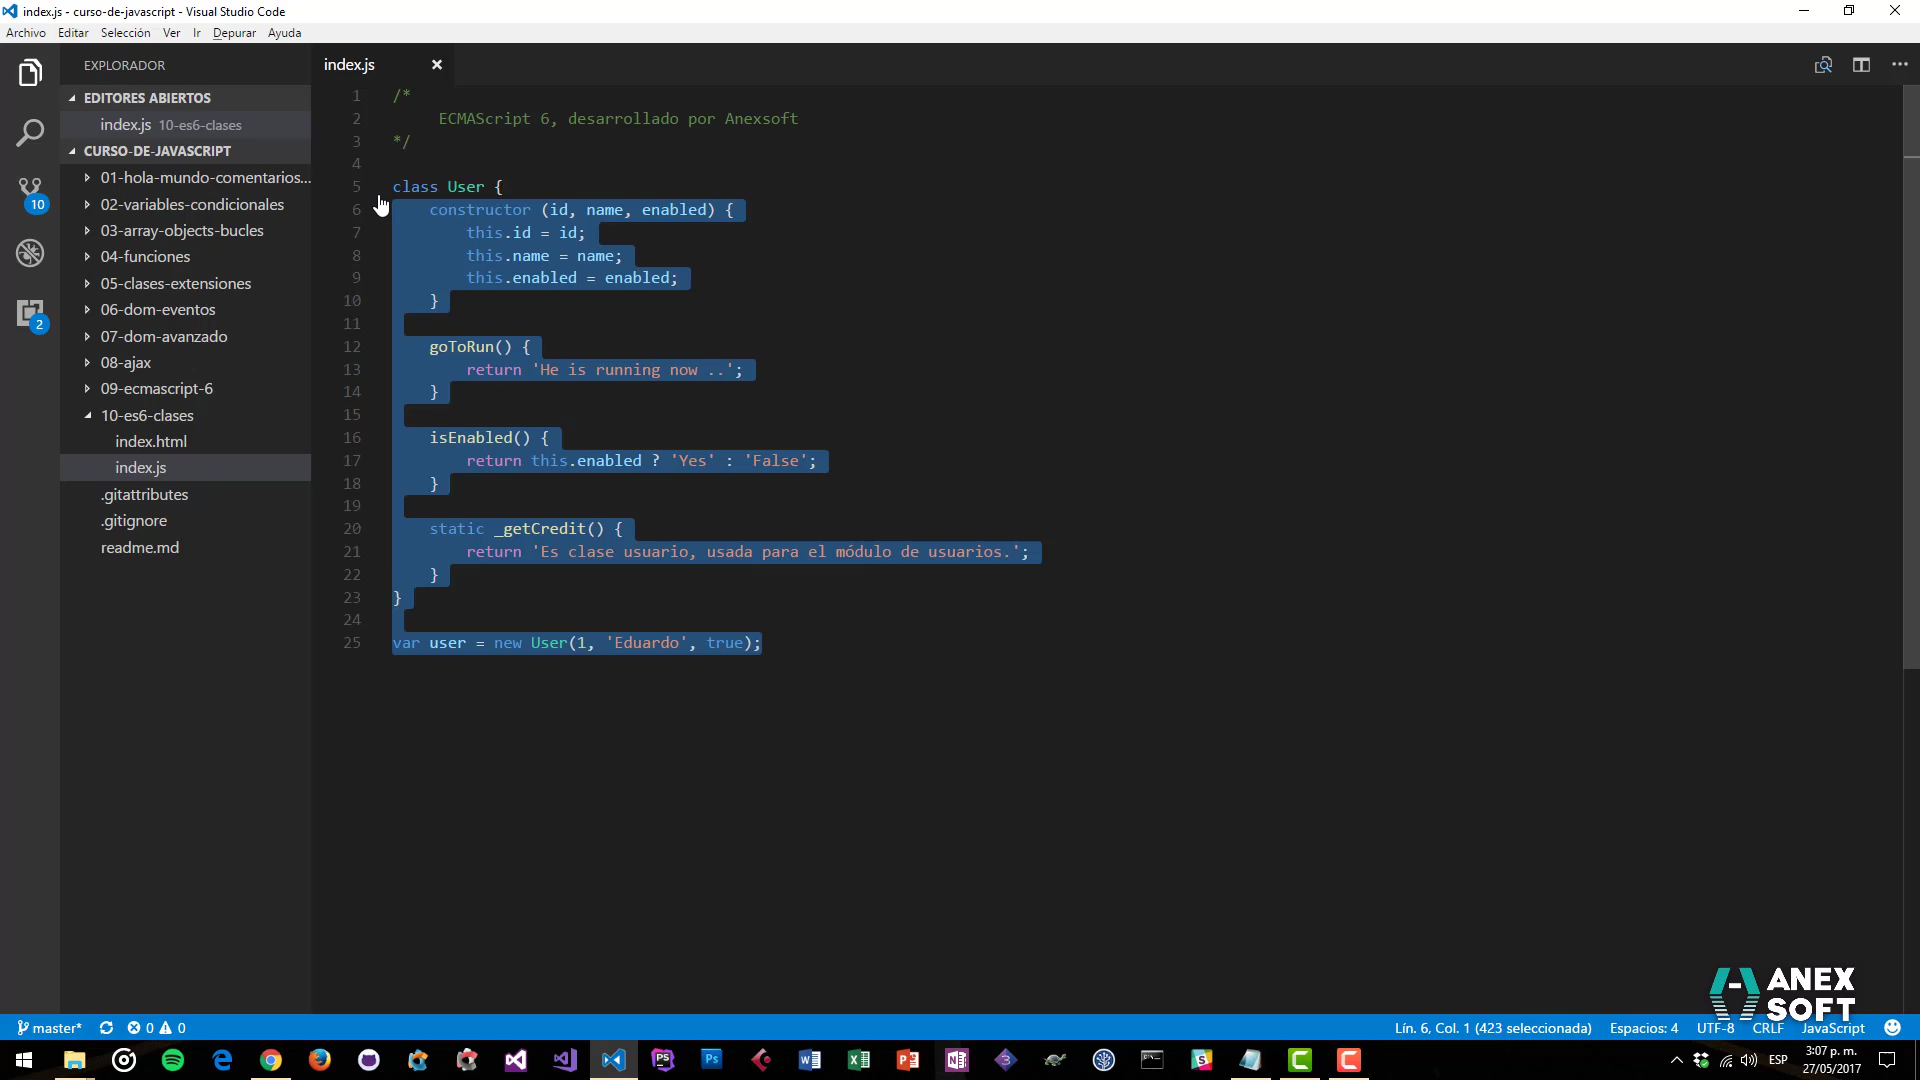 index.js - curso-de-javascript - Visual Studio Code
Archivo Editar Selección Ver Ir Depurar Ayuda
EXPLORADOR
index.js
EDITORES ABIERTOS
index.js 10-es6-clases
CURSO-DE-JAVASCRIPT
01-hola-mundo-comentarios...
02-variables-condicionales
03-array-objects-bucles
04-funciones
05-clases-extensiones
06-dom-eventos
07-dom-avanzado
08-ajax
09-ecmascript-6
10-es6-clases
index.html
index.js
.gitattributes
.gitignore
readme.md
10
2
1 /*
2 ECMAScript 6, desarrollado por Anexsoft
3 */
4
5 class User {
6 constructor (id, name, enabled) {
7 this.id = id;
8 this.name = name;
9 this.enabled = enabled;
10 }
11
12 goToRun() {
13 return 'He is running now ..';
14 }
15
16 isEnabled() {
17 return this.enabled ? 'Yes' : 'False';
18 }
19
20 static _getCredit() {
21 return 'Es clase usuario, usada para el módulo de usuarios.';
22 }
23 }
24
25 var user = new User(1, 'Eduardo', true);
ANEX
SOFT
master* 0 0 Lín. 6, Col. 1 (423 seleccionada) Espacios: 4 UTF-8 CRLF JavaScript
ESP 3:07 p. m.
27/05/2017